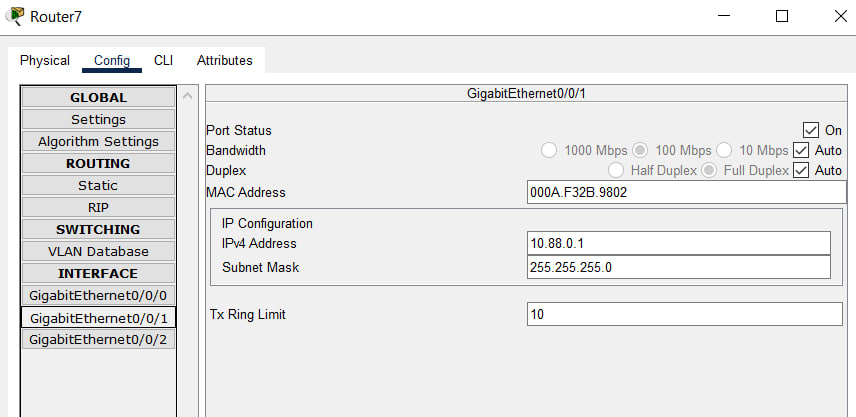 Router7
Physical Config CLI Attributes
GLOBAL
Settings
Algorithm Settings
ROUTING
Static
RIP
SWITCHING
VLAN Database
INTERFACE
GigabitEthernet0/0/0
GigabitEthernet0/0/1
GigabitEthernet0/0/2
GigabitEthernet0/0/1
Port Status On
Bandwidth 1000 Mbps 100 Mbps 10 Mbps Auto
Duplex Half Duplex Full Duplex Auto
MAC Address 000A.F32B.9802
IP Configuration
IPv4 Address 10.88.0.1
Subnet Mask 255.255.255.0
Tx Ring Limit 10